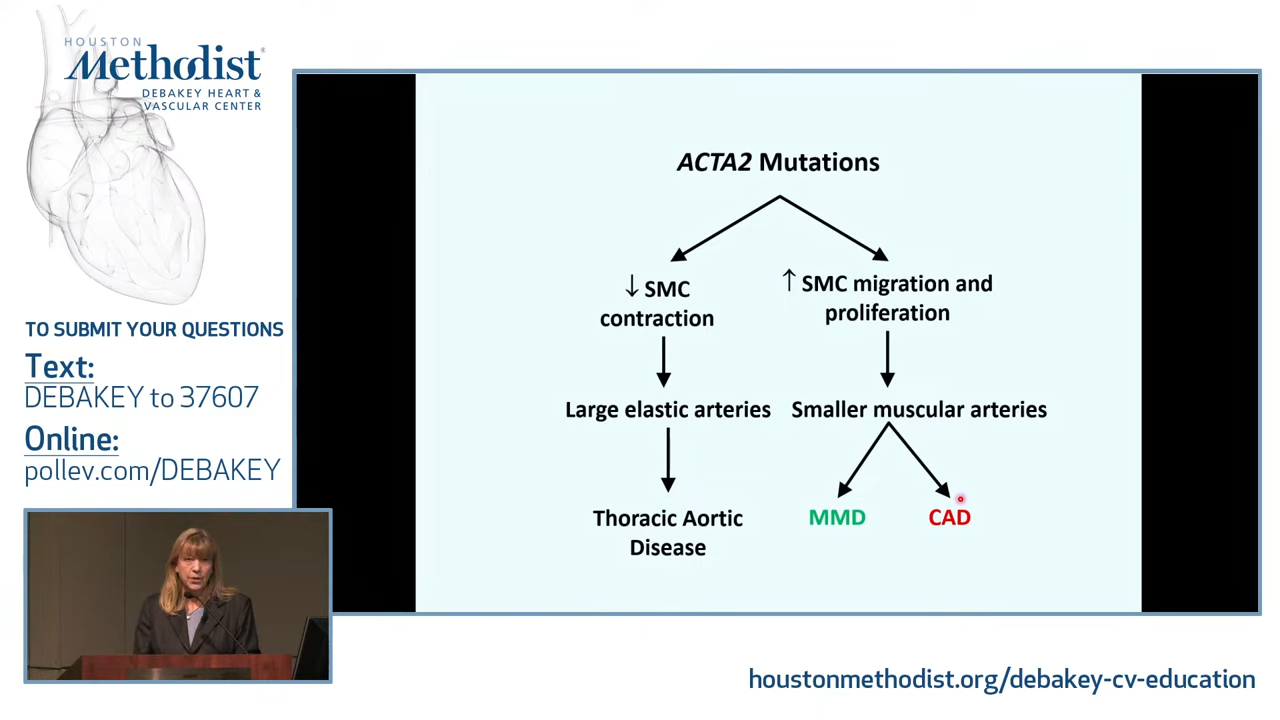 HOUSTON
Methodist®
DEBAKEY HEART &
VASCULAR CENTER
TO SUBMIT YOUR QUESTIONS
Text:
DEBAKEY to 37607
Online:
pollev.com/DEBAKEY
ACTA2 Mutations
↓ SMC
contraction
↑ SMC migration and
proliferation
Large elastic arteries
Smaller muscular arteries
Thoracic Aortic
Disease
MMD
CAD
houstonmethodist.org/debakey-cv-education